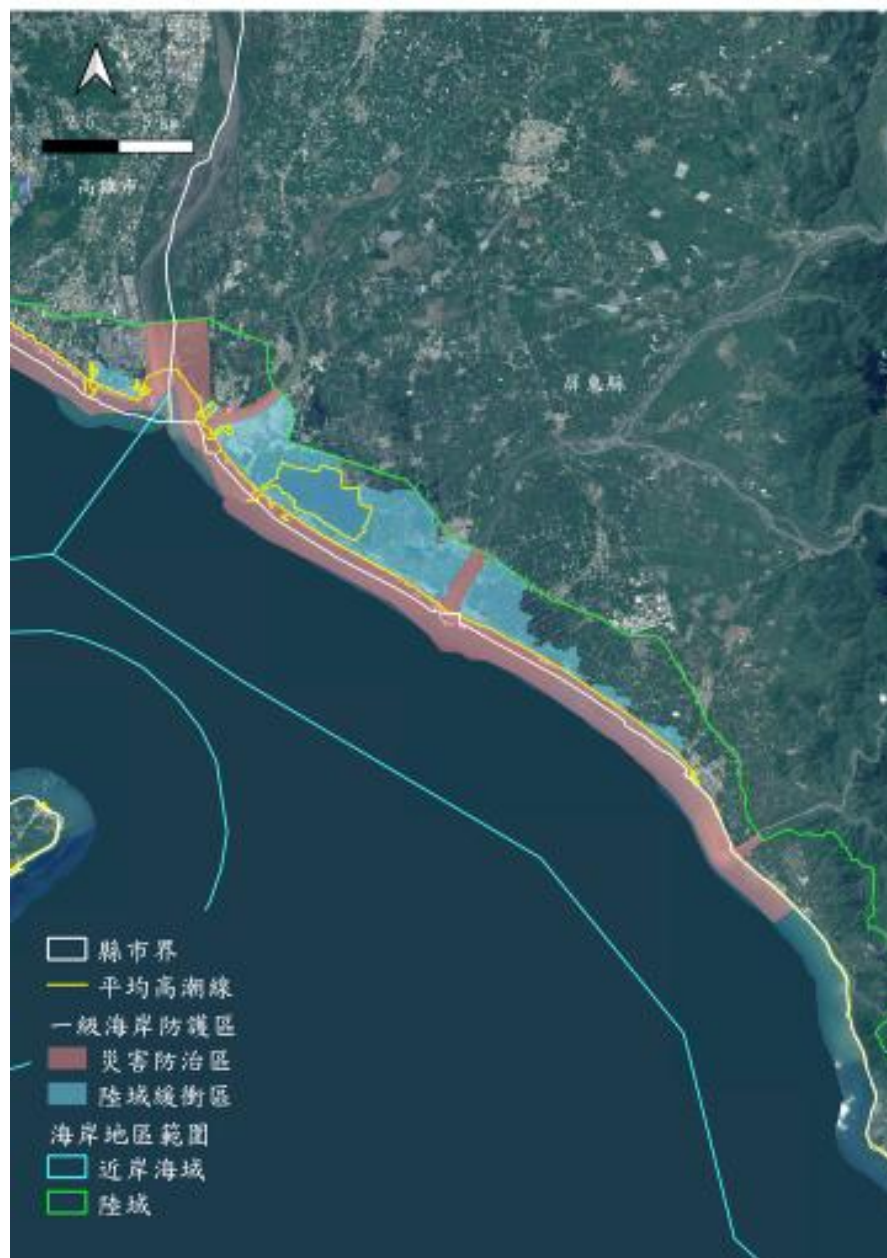 高雄市
屏東縣
縣市界
平均高潮線
一級海岸防護區
災害防治區
陸域緩衝區
海岸地區範圍
近岸海域
陸域